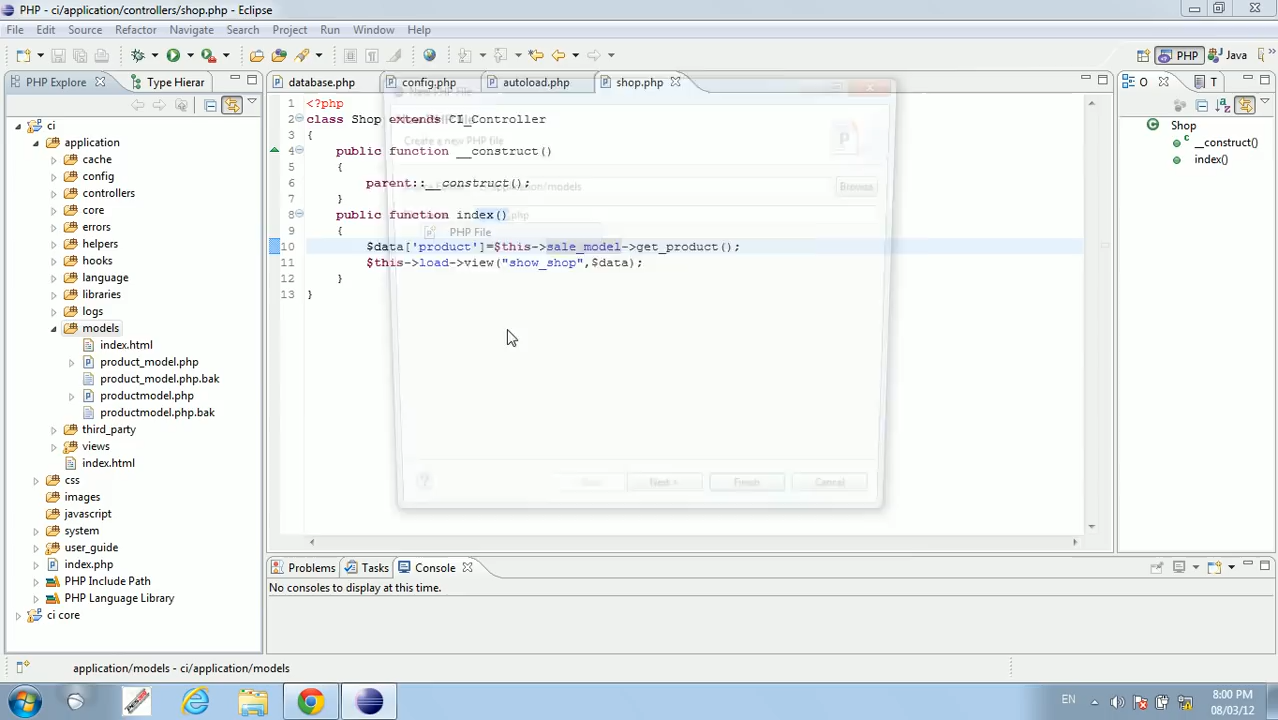 PHP - ci/application/controllers/shop.php - Eclipse
File Edit Source Refactor Navigate Search Project Run Window Help
PHP Java
PHP Explore Type Hierar
database.php config.php autoload.php shop.php
O T
New PHP File
Create a new PHP file
/application/models
Browse
.php
PHP File
Next >
Finish
Cancel
1 <?php
2 class Shop extends CI_Controller
3 {
4 public function __construct()
5 {
6 parent::__construct();
7 }
8 public function index()
9 {
10 $data['product']=$this->sale_model->get_product();
11 $this->load->view("show_shop",$data);
12 }
13 }
ci
application
cache
config
controllers
core
errors
helpers
hooks
language
libraries
logs
models
index.html
product_model.php
product_model.php.bak
productmodel.php
productmodel.php.bak
third_party
views
index.html
css
images
javascript
system
user_guide
index.php
PHP Include Path
PHP Language Library
ci core
Shop
__construct()
index()
Problems Tasks Console
No consoles to display at this time.
application/models - ci/application/models
EN
8:00 PM
08/03/12